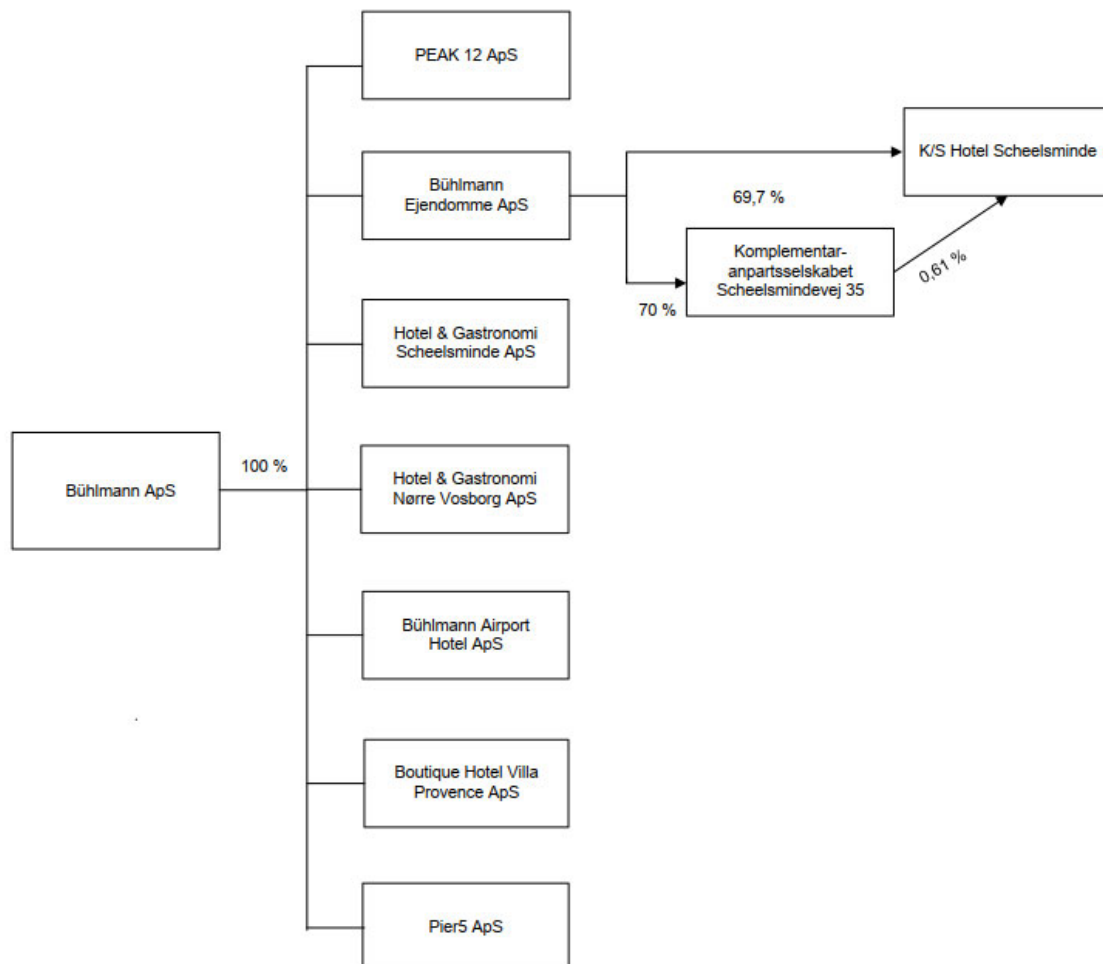 PEAK 12 ApS
Bühlmann
Ejendomme ApS
69,7 %
K/S Hotel Scheelsminde
Komplementar-
anpartsselskabet
Scheelsmindevej 35
70 %
0,61 %
Hotel & Gastronomi
Scheelsminde ApS
Bühlmann ApS
100 %
Hotel & Gastronomi
Nørre Vosborg ApS
Bühlmann Airport
Hotel ApS
Boutique Hotel Villa
Provence ApS
Pier5 ApS